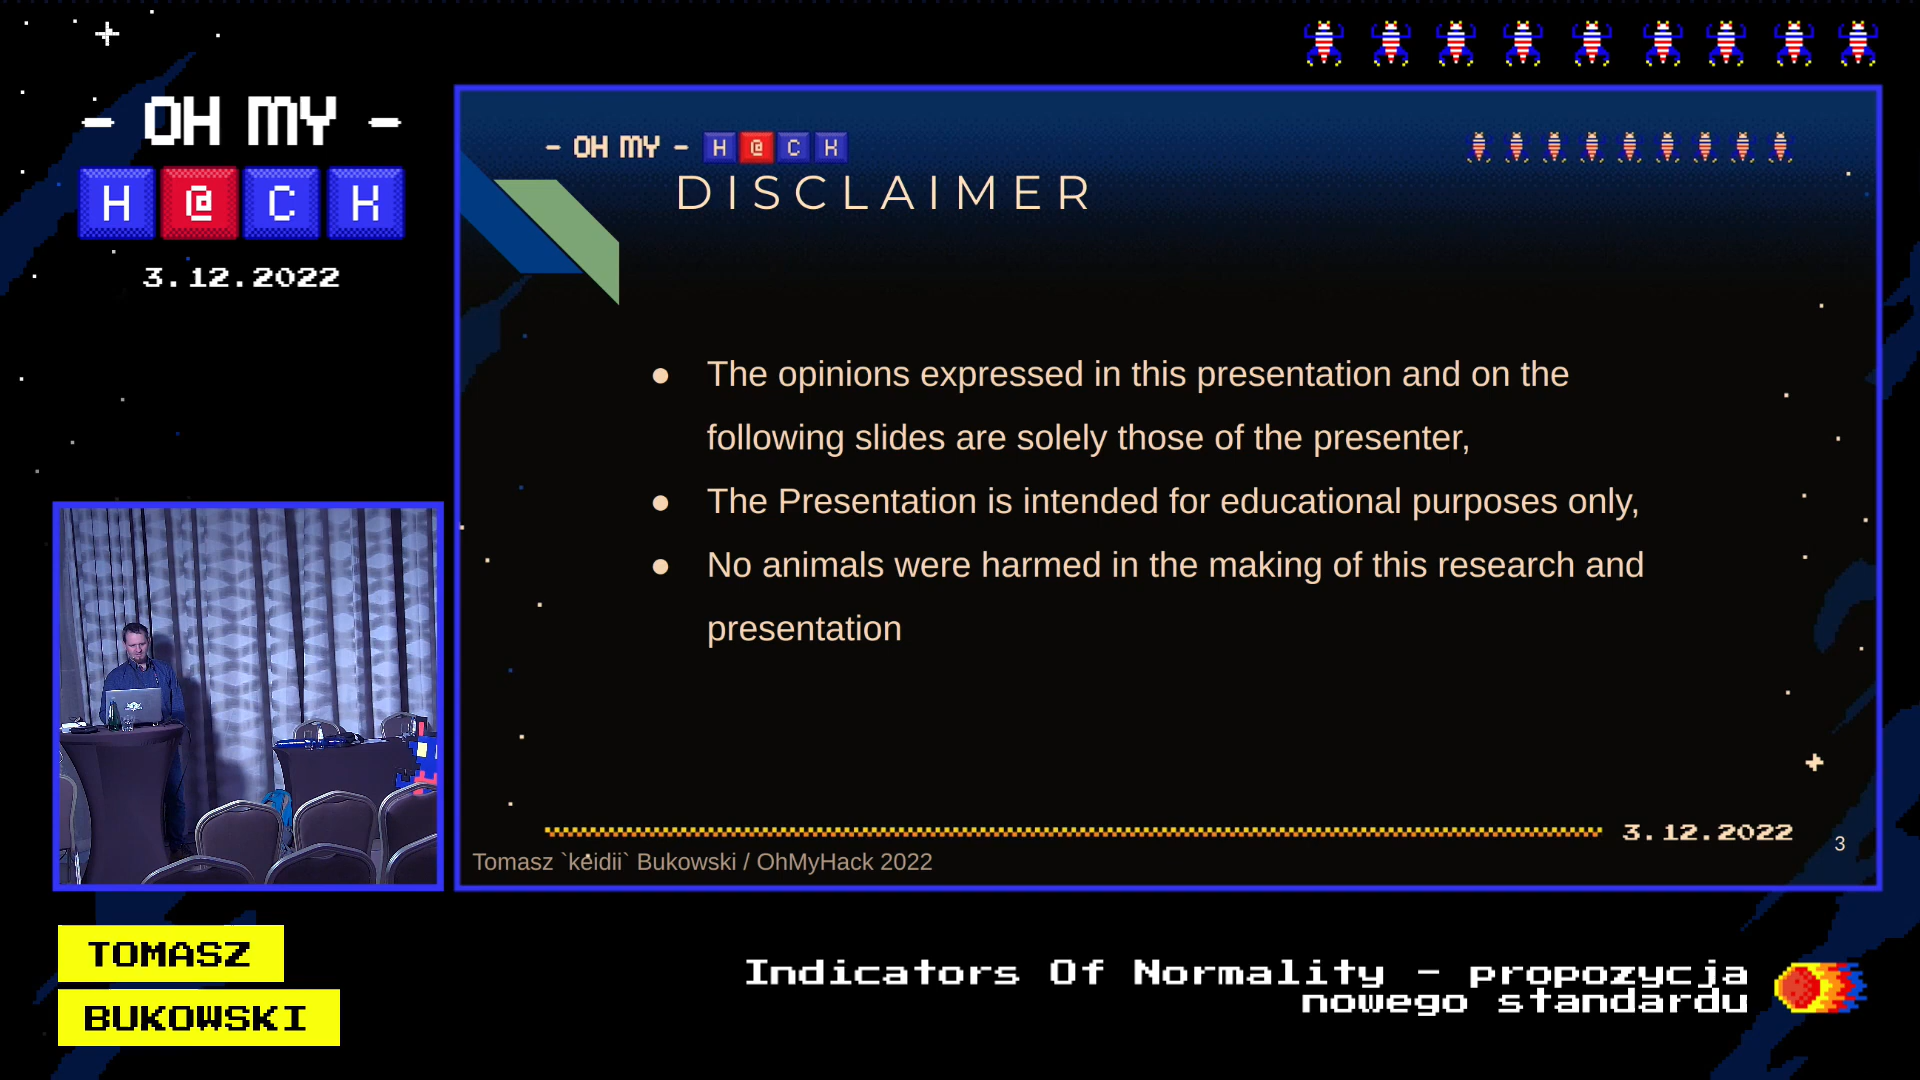 - OH MY -
H@CK
3.12.2022
- OH MY - H@CK
DISCLAIMER
● The opinions expressed in this presentation and on the
following slides are solely those of the presenter,
● The Presentation is intended for educational purposes only,
● No animals were harmed in the making of this research and
presentation
3.12.2022
3
Tomasz `keidii` Bukowski / OhMyHack 2022
TOMASZ
BUKOWSKI
Indicators Of Normality - propozycja
nowego standardu